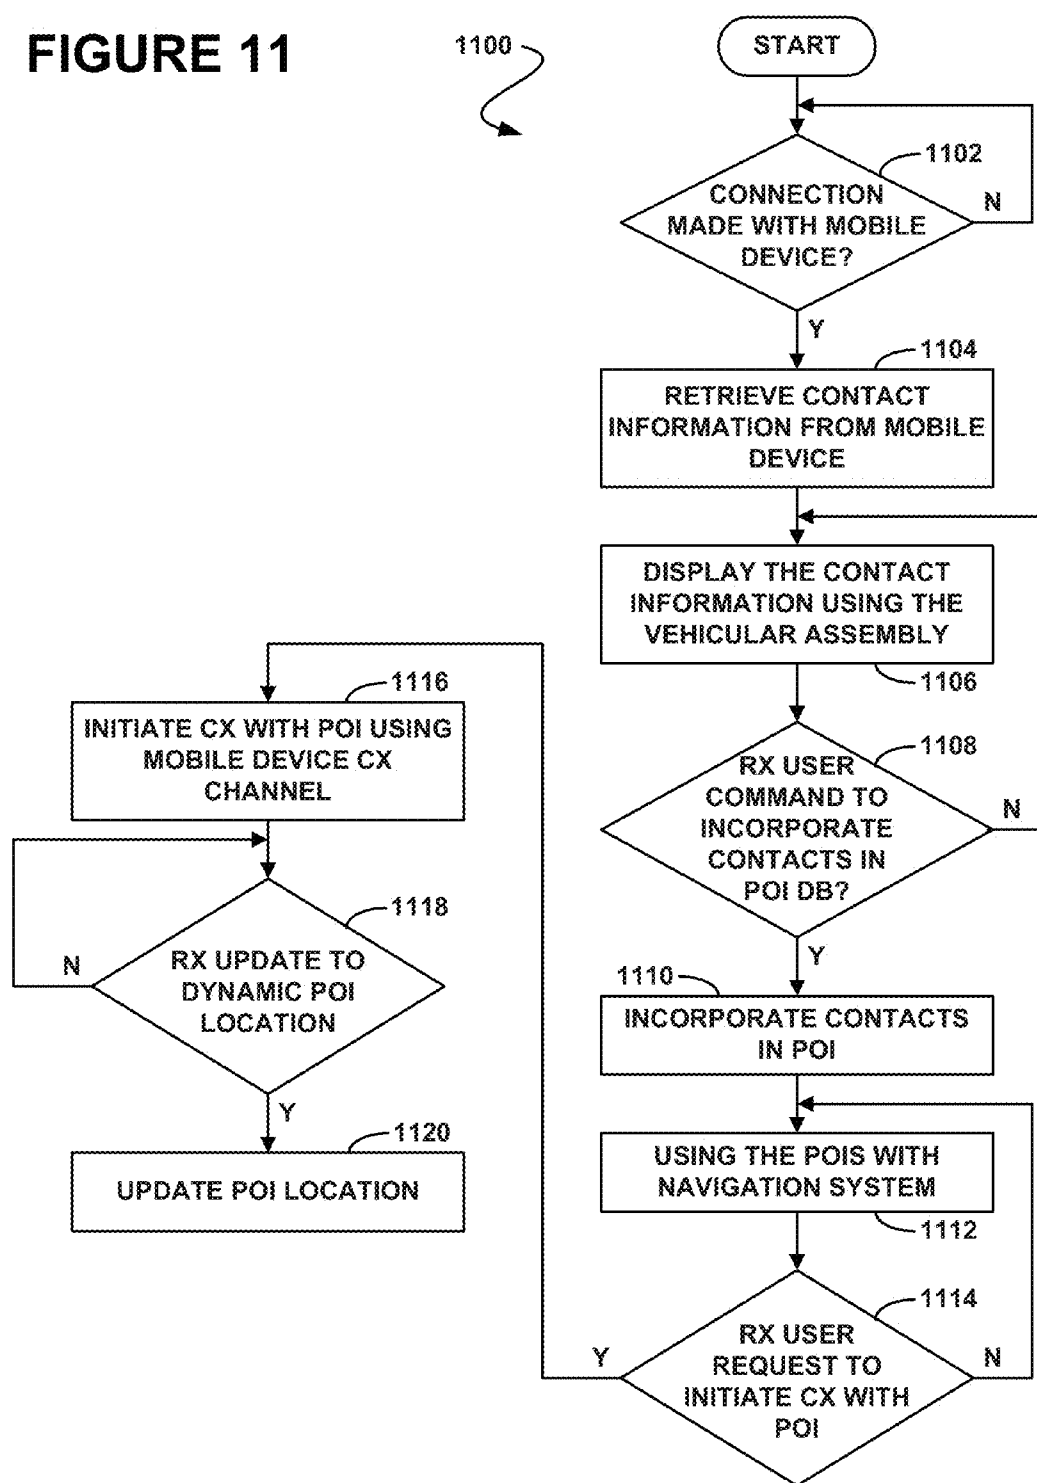 FIGURE 11
1100
START
1102
CONNECTION
MADE WITH MOBILE
DEVICE?
N
Y
1104
RETRIEVE CONTACT
INFORMATION FROM MOBILE
DEVICE
DISPLAY THE CONTACT
INFORMATION USING THE
VEHICULAR ASSEMBLY
1106
1108
RX USER
COMMAND TO
INCORPORATE
CONTACTS IN
POI DB?
N
Y
1110
INCORPORATE CONTACTS
IN POI
USING THE POIS WITH
NAVIGATION SYSTEM
1112
1114
RX USER
REQUEST TO
INITIATE CX WITH
POI
N
Y
1116
INITIATE CX WITH POI USING
MOBILE DEVICE CX
CHANNEL
1118
RX UPDATE TO
DYNAMIC POI
LOCATION
N
Y
1120
UPDATE POI LOCATION